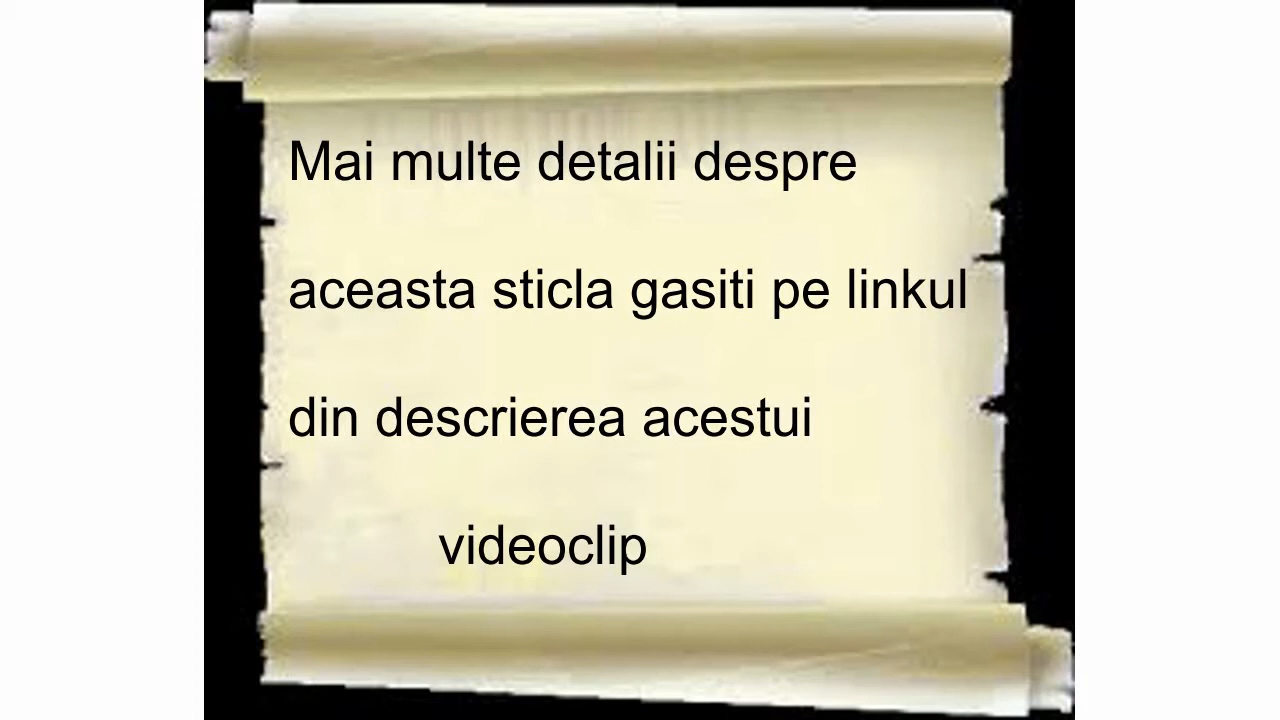 Mai multe detalii despre
aceasta sticla gasiti pe linkul
din descrierea acestui
videoclip